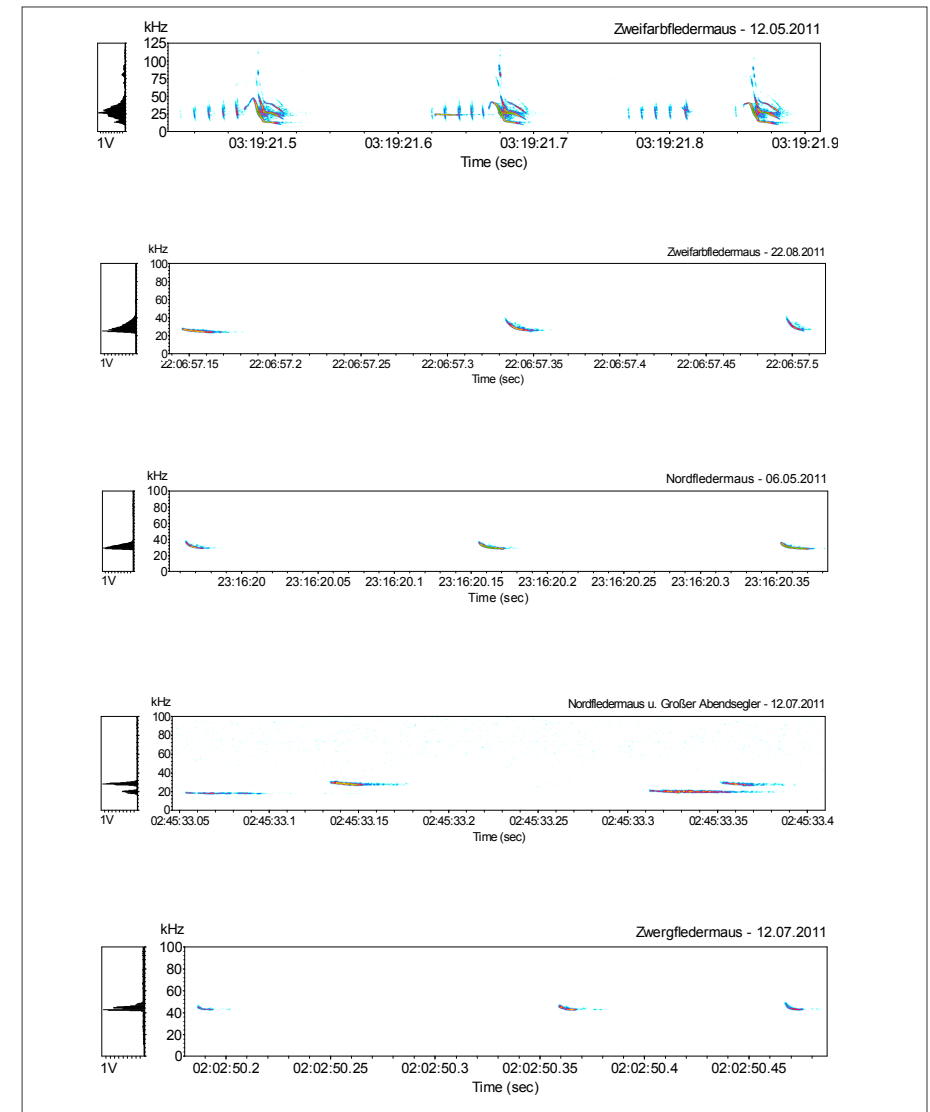 kHz
Zweifarbfledermaus - 12.05.2011
125
100
75
50
25
0
1V
03:19:21.5 03:19:21.6 03:19:21.7 03:19:21.8 03:19:21.9
Time (sec)
kHz
Zweifarbfledermaus - 22.08.2011
100
80
60
40
20
0
1V
22:06:57.15 22:06:57.2 22:06:57.25 22:06:57.3 22:06:57.35 22:06:57.4 22:06:57.45 22:06:57.5
Time (sec)
kHz
Nordfledermaus - 06.05.2011
100
80
60
40
20
0
1V
23:16:20 23:16:20.05 23:16:20.1 23:16:20.15 23:16:20.2 23:16:20.25 23:16:20.3 23:16:20.35
Time (sec)
kHz
Nordfledermaus u. Großer Abendsegler - 12.07.2011
100
80
60
40
20
0
1V
02:45:33.05 02:45:33.1 02:45:33.15 02:45:33.2 02:45:33.25 02:45:33.3 02:45:33.35 02:45:33.4
Time (sec)
kHz
Zwergfledermaus - 12.07.2011
100
80
60
40
20
0
1V
02:02:50.2 02:02:50.25 02:02:50.3 02:02:50.35 02:02:50.4 02:02:50.45
Time (sec)